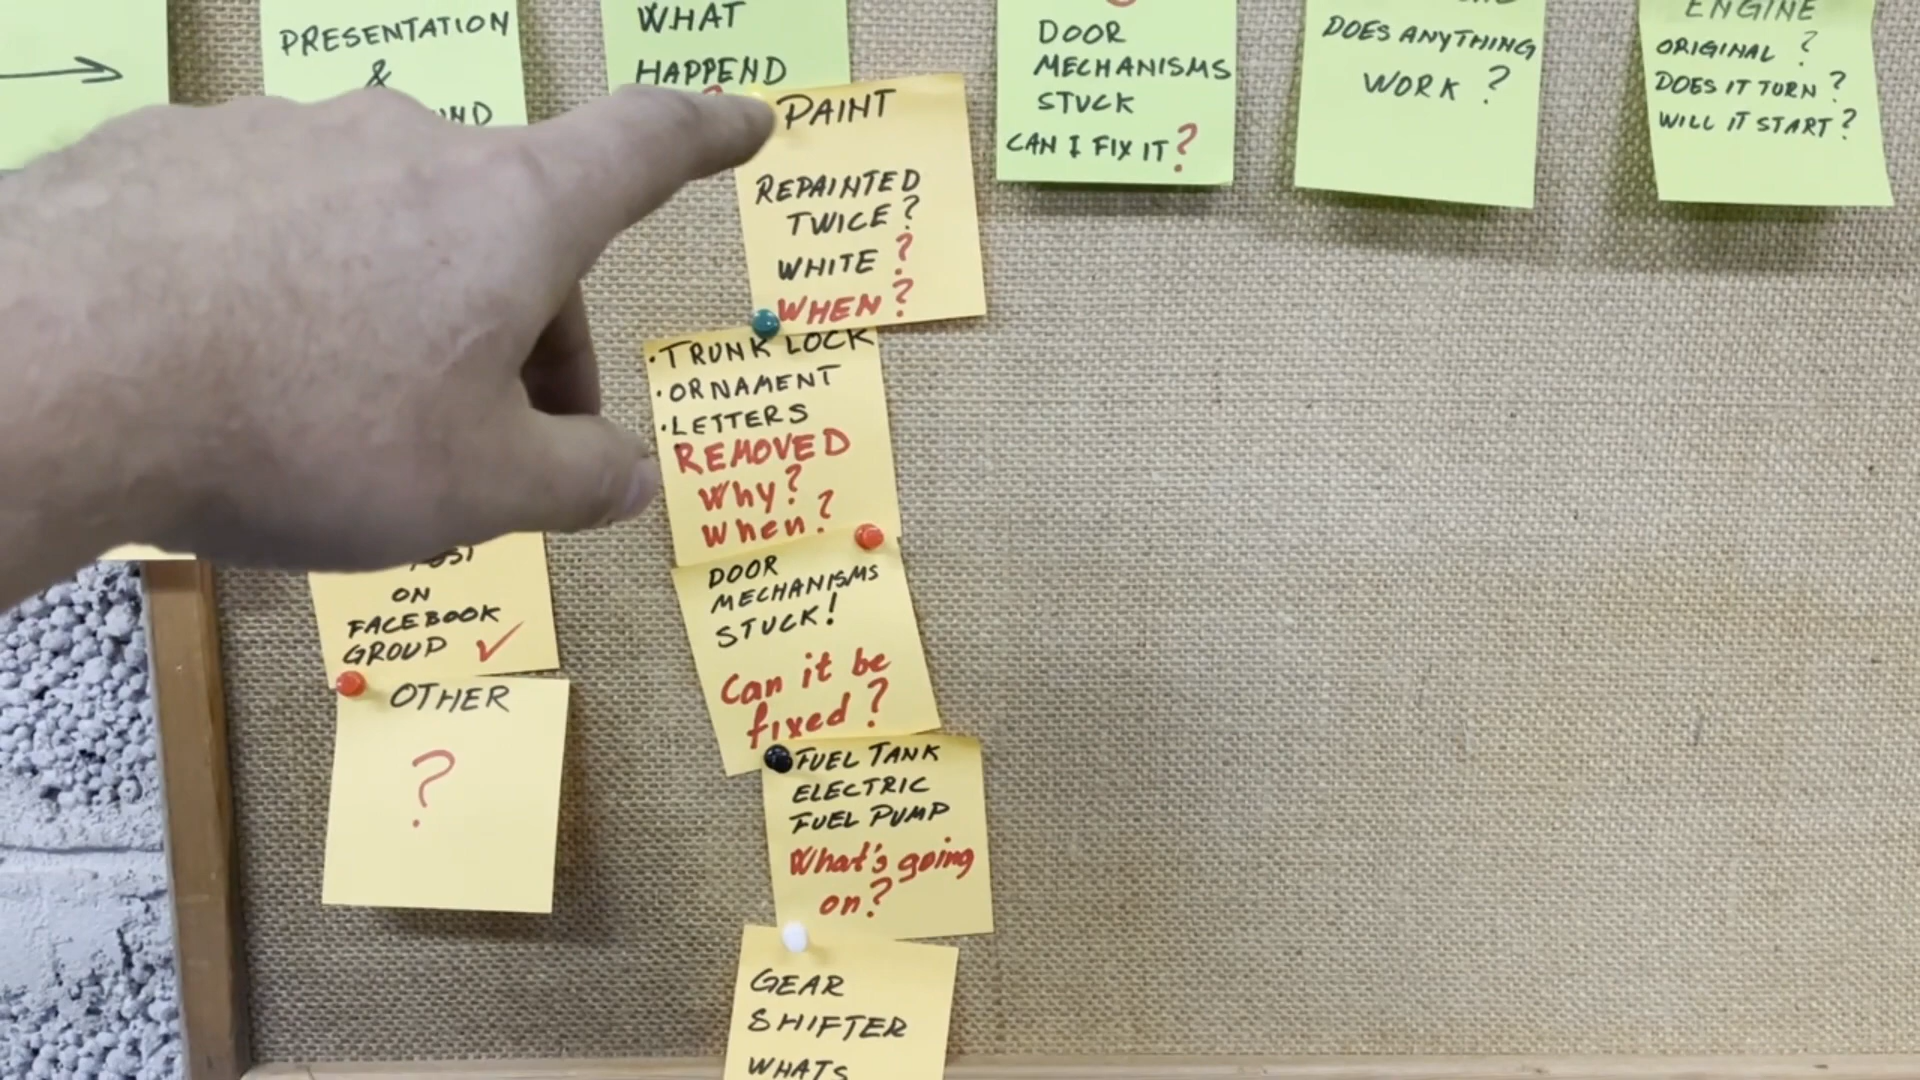 PRESENTATION
&
WHAT
HAPPEND
?
DOOR
MECHANISMS
STUCK
CAN I FIX IT?
DOES ANYTHING
WORK?
ENGINE
ORIGINAL?
DOES IT TURN?
WILL IT START?
PAINT
REPAINTED
TWICE?
WHITE?
WHEN?
·TRUNK LOCK
·ORNAMENT
·LETTERS
REMOVED
Why?
When?
DOOR
MECHANISMS
STUCK!
Can it be
fixed?
FUEL TANK
ELECTRIC
FUEL PUMP
What's going
on?
GEAR
SHIFTER
WHATS
ON
FACEBOOK
GROUP ✓
OTHER
?